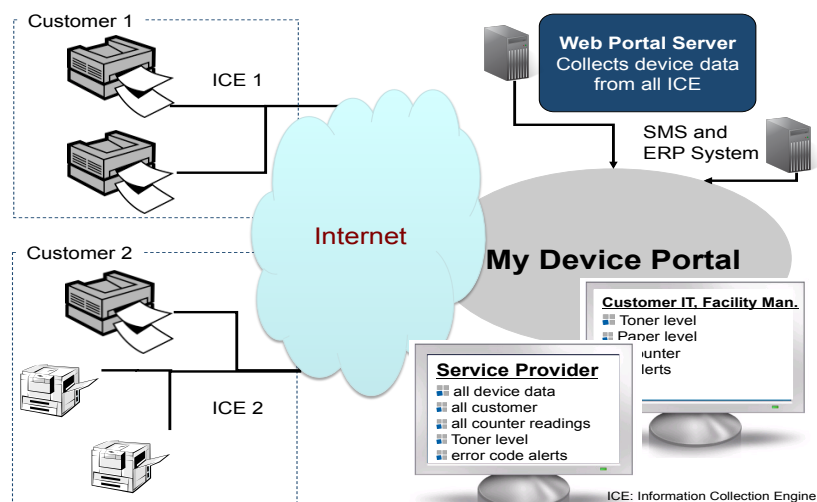 Customer 1
ICE 1
Web Portal Server
Collects device data
from all ICE
SMS and
ERP System
Internet
My Device Portal
Customer 2
ICE 2
Customer IT, Facility Man.
Toner level
Paper level
Service Provider
all device data
all customer
all counter readings
Toner level
error code alerts
ICE: Information Collection Engine